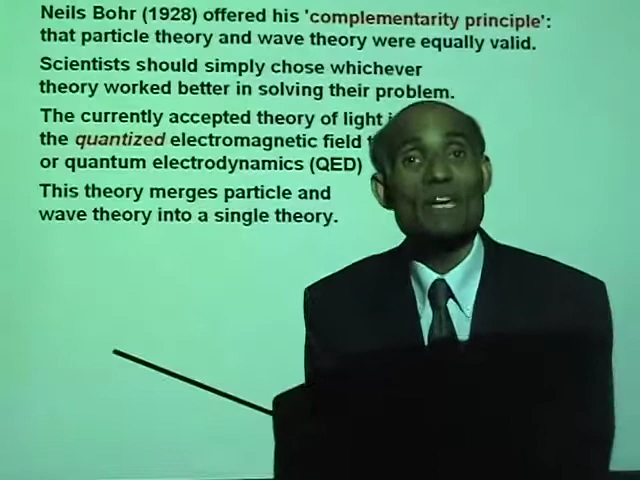 Neils Bohr (1928) offered his 'complementarity principle':
that particle theory and wave theory were equally valid.
Scientists should simply chose whichever
theory worked better in solving their problem.
The currently accepted theory of light
the quantized electromagnetic field
or quantum electrodynamics (QED)
This theory merges particle and
wave theory into a single theory.